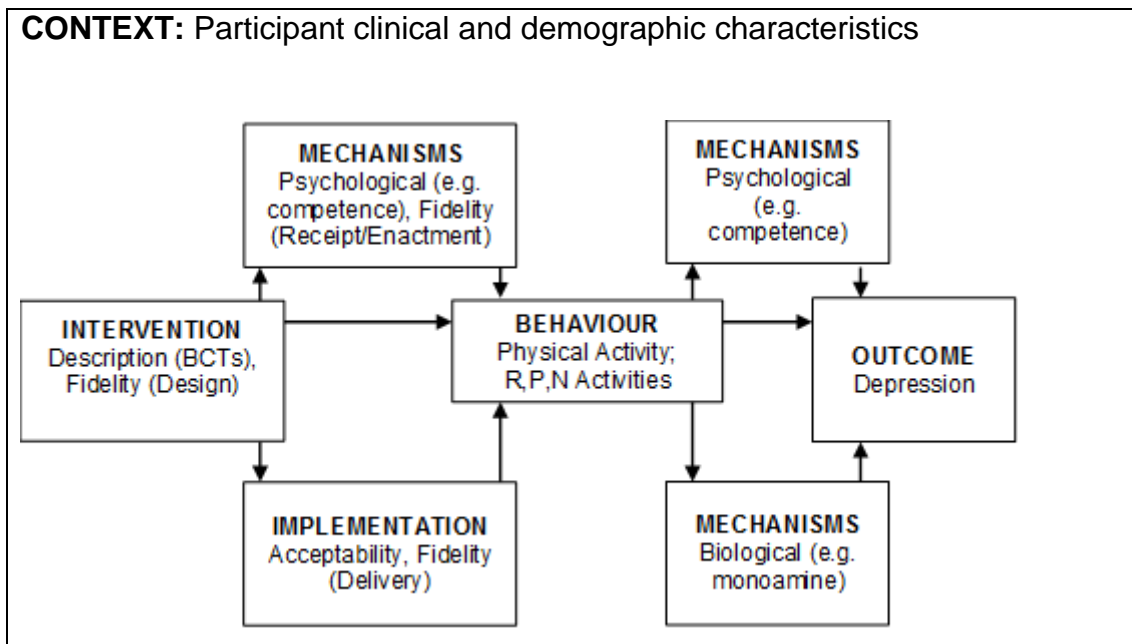 CONTEXT: Participant clinical and demographic characteristics
MECHANISMS
Psychological (e.g.
competence), Fidelity
(Receipt/Enactment)
MECHANISMS
Psychological
(e.g.
competence)
INTERVENTION
Description (BCTs),
Fidelity (Design)
BEHAVIOUR
Physical Activity;
R,P,N Activities
OUTCOME
Depression
IMPLEMENTATION
Acceptability, Fidelity
(Delivery)
MECHANISMS
Biological (e.g.
monoamine)